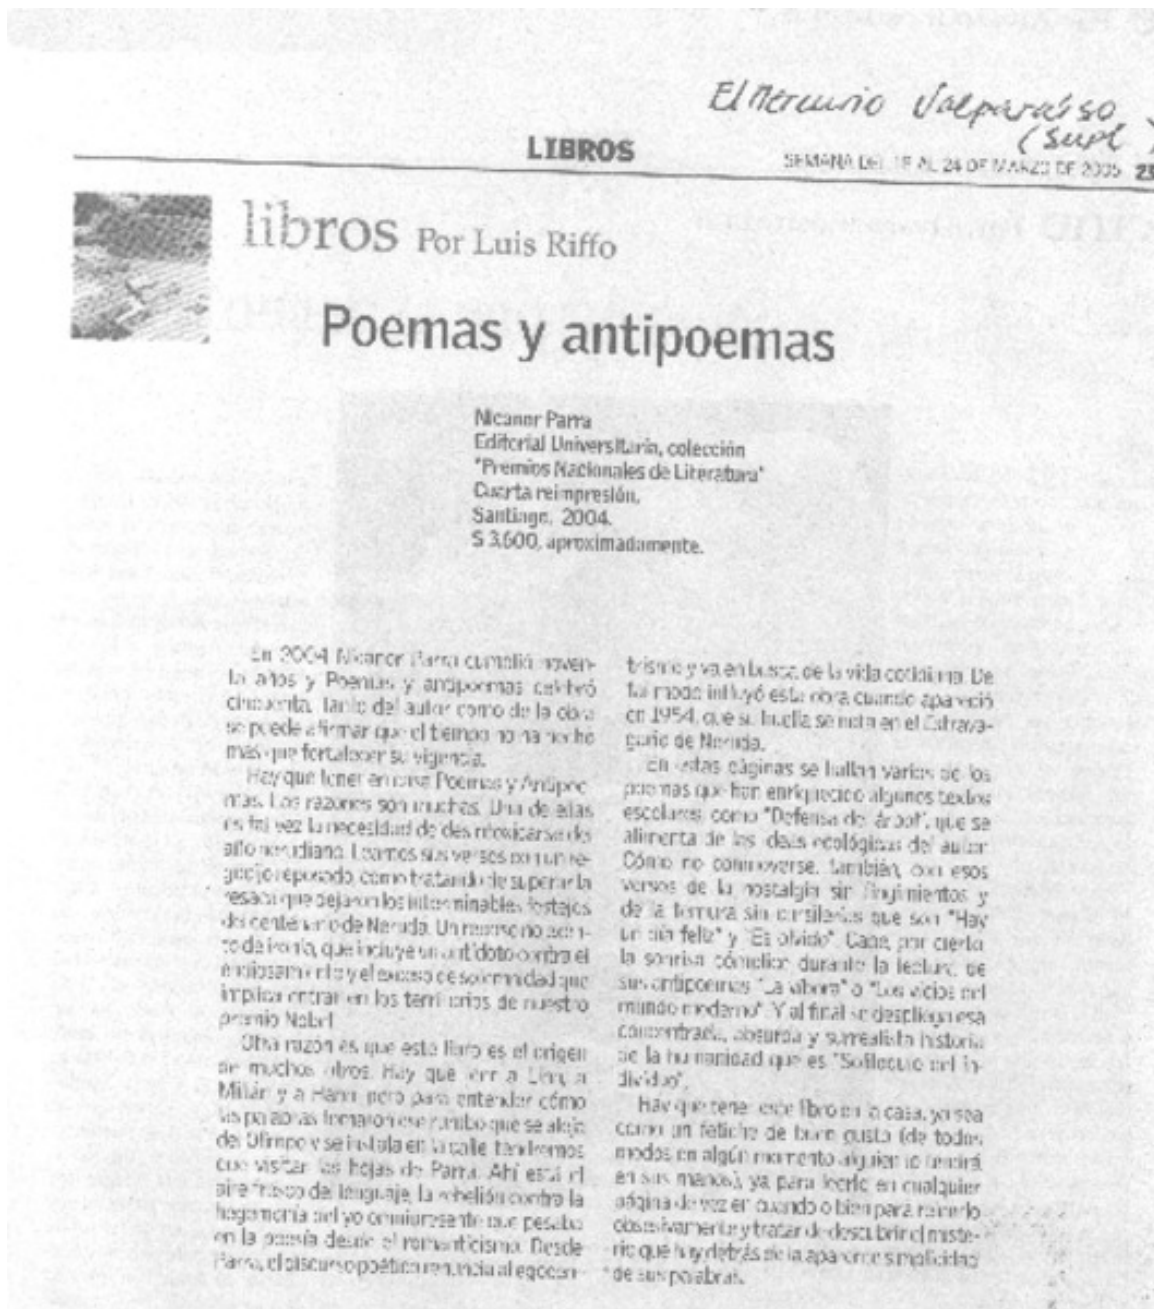 El Mercurio Valparaíso
(Supl.)
LIBROS
SEMANA DEL 18 AL 24 DE MARZO DE 2005 23
libros Por Luis Riffo
Poemas y antipoemas
Nicanor Parra
Editorial Universitaria, colección
"Premios Nacionales de Literatura"
Cuarta reimpresión,
Santiago, 2004.
$ 3.600, aproximadamente.
En 2004 Nicanor Parra cumplió noven-
ta años y Poemas y antipoemas celebró
cincuenta. Tanto del autor como de la obra
se puede afirmar que el tiempo no ha hecho
más que fortalecer su vigencia.
Hay que tener en casa Poemas y Antipoe-
mas. Las razones son muchas. Una de ellas
es tal vez la necesidad de desintoxicarse del
año nerudiano. Leamos sus versos con un re-
guejo reposado, como tratando de superar la
resaca que dejaron los interminables festejos
del centenario de Neruda. Un reposo no exen-
to de ironía, que incluye un antídoto contra el
endiosamiento y el exceso de solemnidad que
implica entrar en los territorios de nuestro
premio Nobel.
Otra razón es que este libro es el origen
de muchos otros. Hay que leer a Lihn, a
Millán y a Hahn, pero para entender cómo
las palabras tomaron ese rumbo que se aleja
del Olimpo y se instala en la calle tendremos
que visitar las hojas de Parra. Ahí está el
aire fresco del lenguaje, la rebelión contra la
hegemonía del yo omnipresente que pesaba
en la poesía desde el romanticismo. Desde
Parra, el discurso poético renuncia al egocen-
trismo y va en busca de la vida cotidiana. De
tal modo influyó esta obra cuando apareció
en 1954, que su huella se nota en el Estrava-
gario de Neruda.
En estas páginas se hallan varios de los
poemas que han enriquecido algunos textos
escolares, como "Defensa del árbol", que se
alimenta de las ideas ecológicas del autor.
Cómo no conmoverse, también, con esos
versos de la nostalgia sin fingimientos y
de la ternura sin cursilerías que son "Hay
un día feliz" y "Es olvido". Cabe, por cierto,
la sonrisa cómplice durante la lectura de
sus antipoemas "La víbora" o "Los vicios del
mundo moderno". Y al final se despliega esa
concentrada, absurda y surrealista historia
de la humanidad que es "Soliloquio del in-
dividuo".
Hay que tener este libro en la casa, ya sea
como un fetiche de buen gusto (de todos
modos en algún momento alguien lo tendrá
en sus manos), ya para leerlo en cualquier
página de vez en cuando o bien para releerlo
obsesivamente y tratar de descubrir el miste-
rio que hay detrás de la aparente simplicidad
de sus palabras.